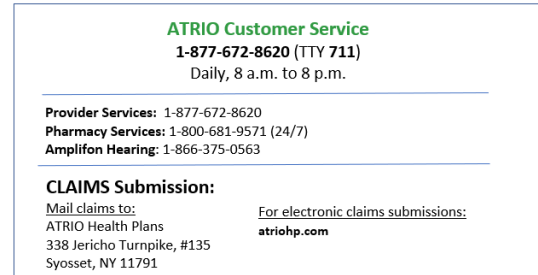 ATRIO Customer Service
1-877-672-8620 (TTY 711)
Daily, 8 a.m. to 8 p.m.
Provider Services: 1-877-672-8620
Pharmacy Services: 1-800-681-9571 (24/7)
Amplifon Hearing: 1-866-375-0563
CLAIMS Submission:
Mail claims to:
ATRIO Health Plans
338 Jericho Turnpike, #135
Syosset, NY 11791
For electronic claims submissions:
atriohp.com